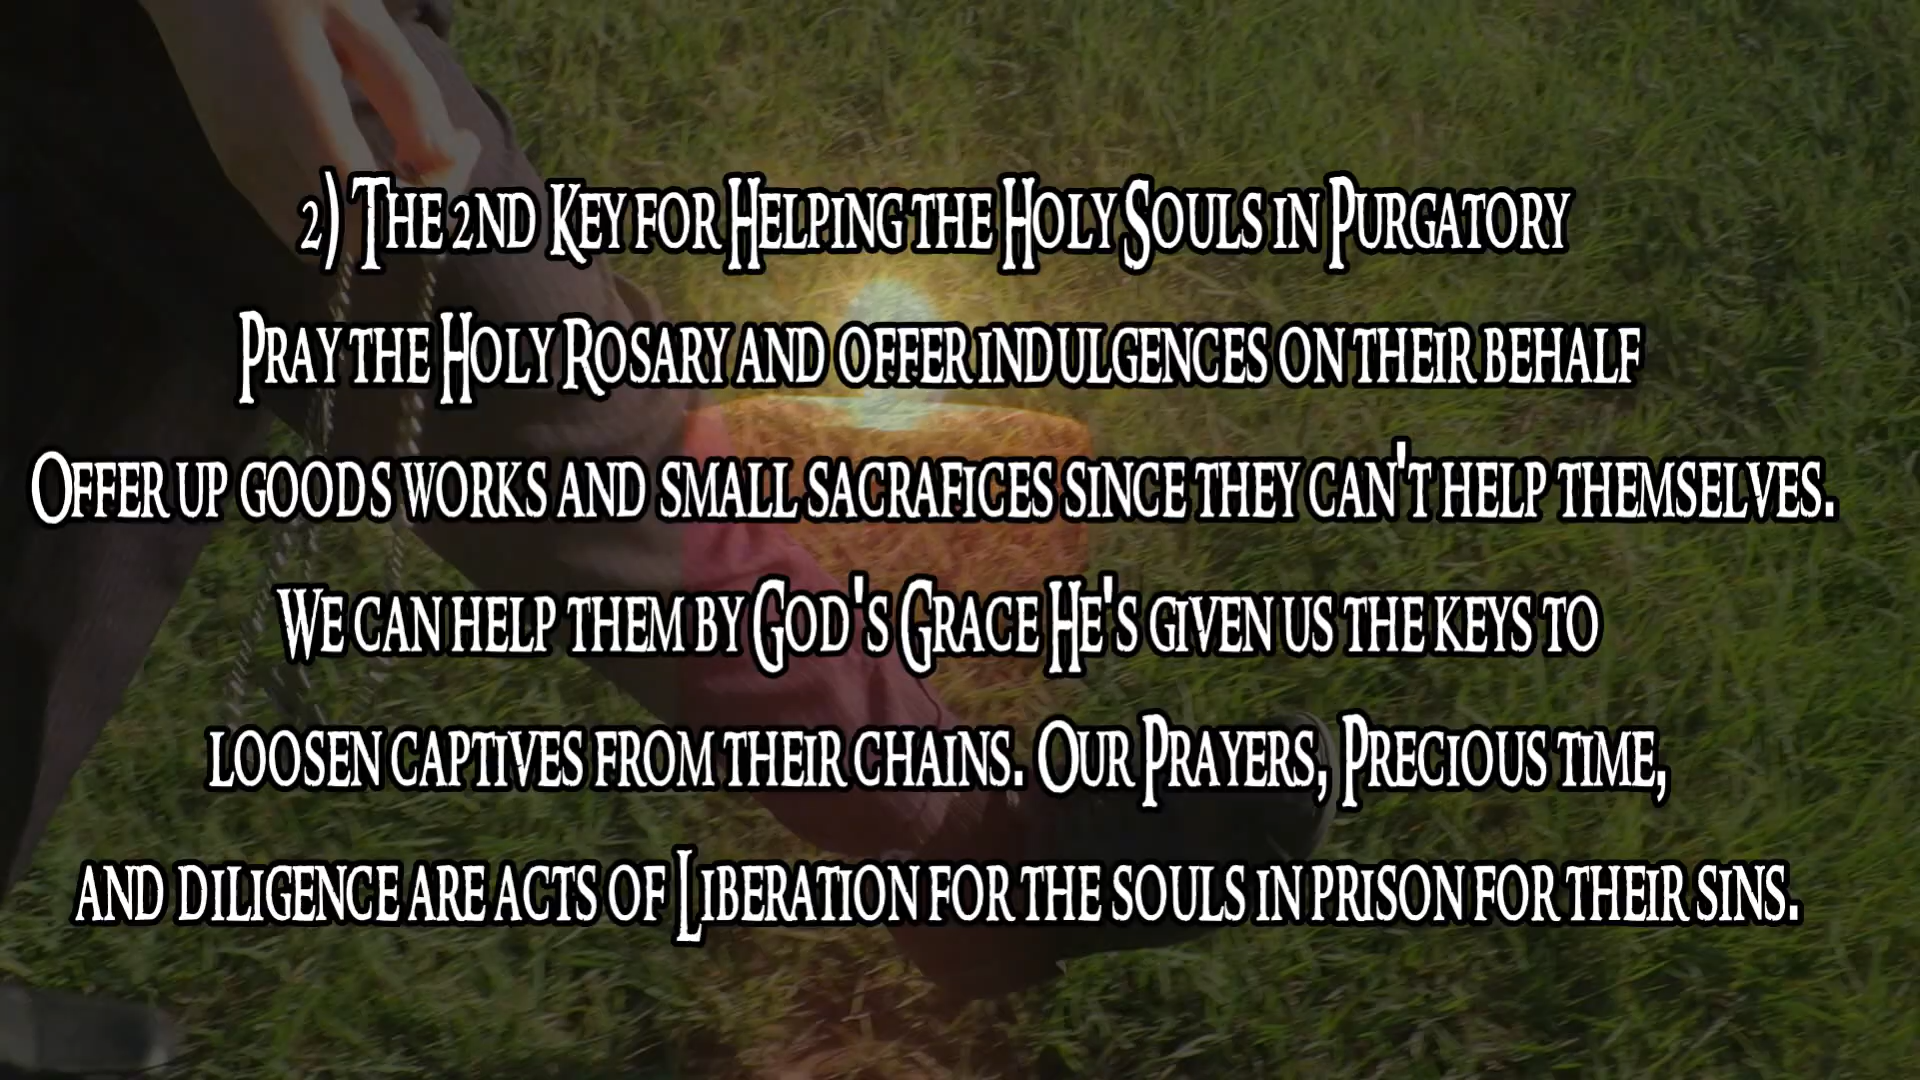 2) The 2nd Key for Helping the Holy Souls in Purgatory
Pray the Holy Rosary and offer indulgences on their behalf
Offer up goods works and small sacrafices since they can't help themselves.
We can help them by God's Grace He's given us the keys to
loosen captives from their chains. Our Prayers, Precious time,
and diligence are acts of Liberation for the souls in prison for their sins.